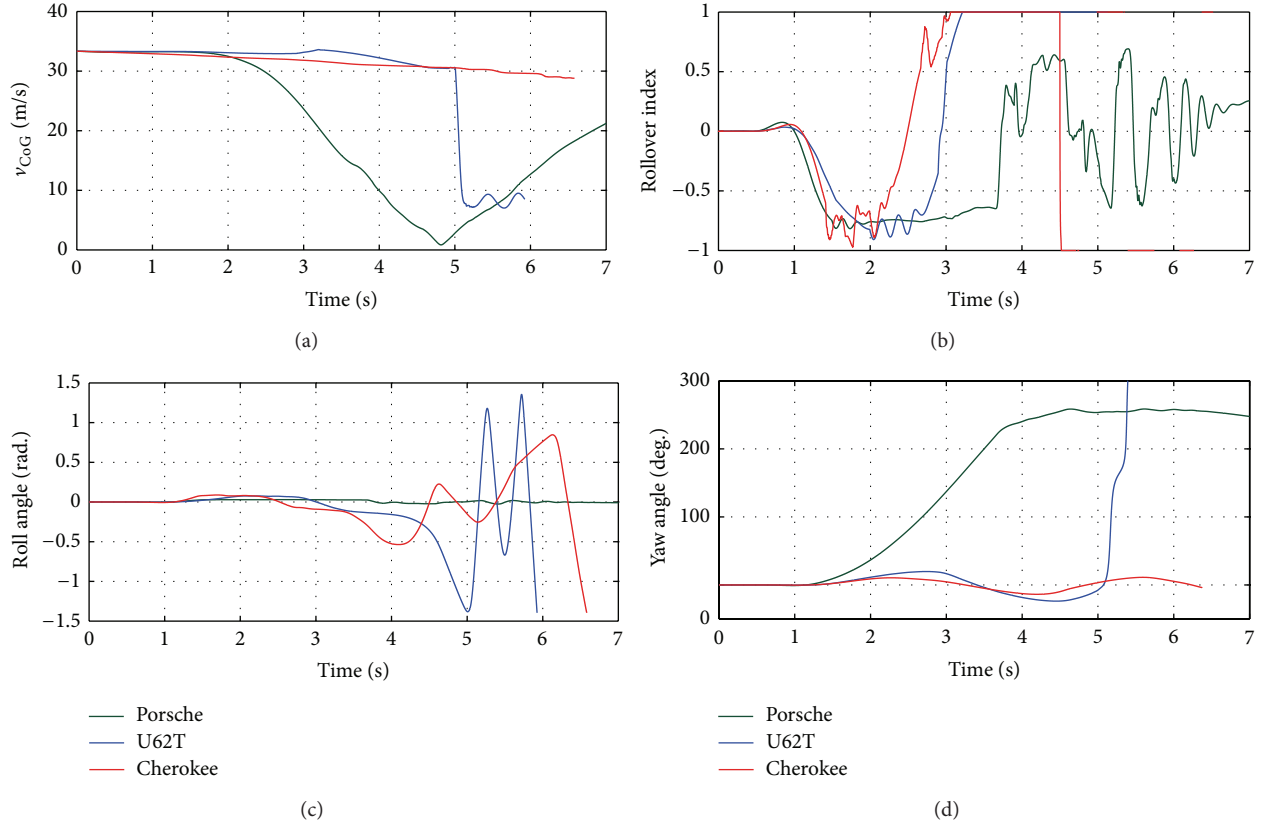 40
30
20
10
0
0 1 2 3 4 5 6 7
vCoG (m/s)
Time (s)
(a)
1
0.5
0
−0.5
−1
0 1 2 3 4 5 6 7
Rollover index
Time (s)
(b)
1.5
1
0.5
0
−0.5
−1
−1.5
0 1 2 3 4 5 6 7
Roll angle (rad.)
Time (s)
Porsche
U62T
Cherokee
(c)
300
200
100
0
0 1 2 3 4 5 6 7
Yaw angle (deg.)
Time (s)
Porsche
U62T
Cherokee
(d)